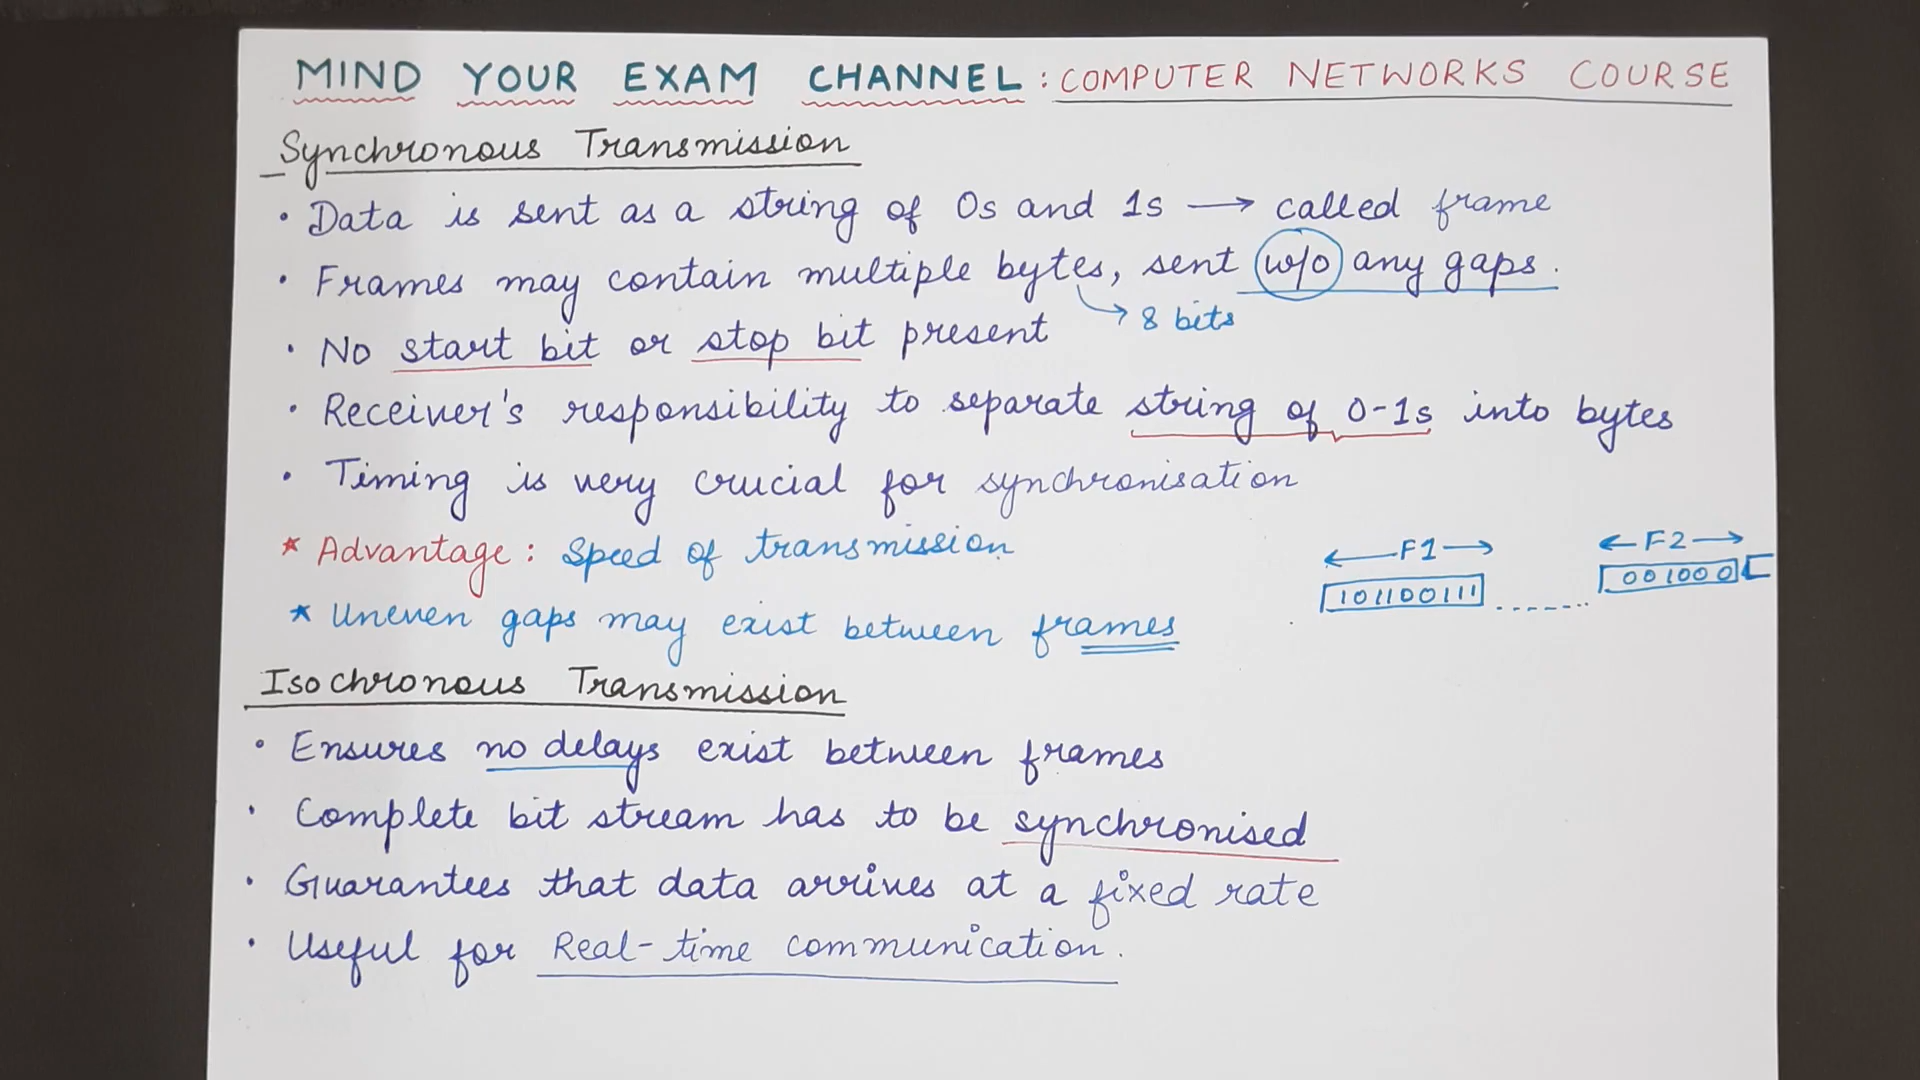 MIND YOUR EXAM CHANNEL : COMPUTER NETWORKS COURSE
Synchronous Transmission
• Data is sent as a string of 0s and 1s → called frame
• Frames may contain multiple bytes, sent w/o any gaps.
→ 8 bits
• No start bit or stop bit present
• Receiver's responsibility to separate string of 0-1s into bytes
• Timing is very crucial for synchronisation
* Advantage : Speed of transmission
← F1 → ← F2 →
101100111 ------ 001000
* Uneven gaps may exist between frames
Isochronous Transmission
• Ensures no delays exist between frames
• Complete bit stream has to be synchronised
• Guarantees that data arrives at a fixed rate
• Useful for Real-time communication.